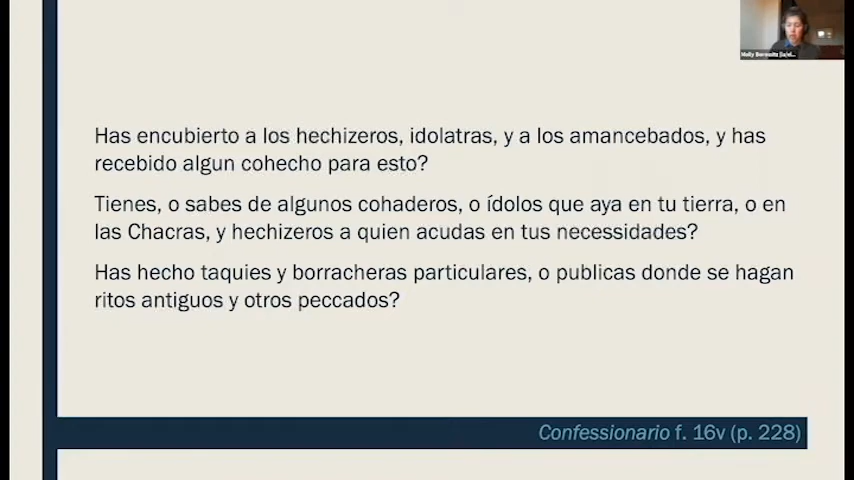 Has encubierto a los hechizeros, idolatras, y a los amancebados, y has
recebido algun cohecho para esto?
Tienes, o sabes de algunos cohaderos, o ídolos que aya en tu tierra, o en
las Chacras, y hechizeros a quien acudas en tus necessidades?
Has hecho taquies y borracheras particulares, o publicas donde se hagan
ritos antiguos y otros peccados?
Confessionario f. 16v (p. 228)